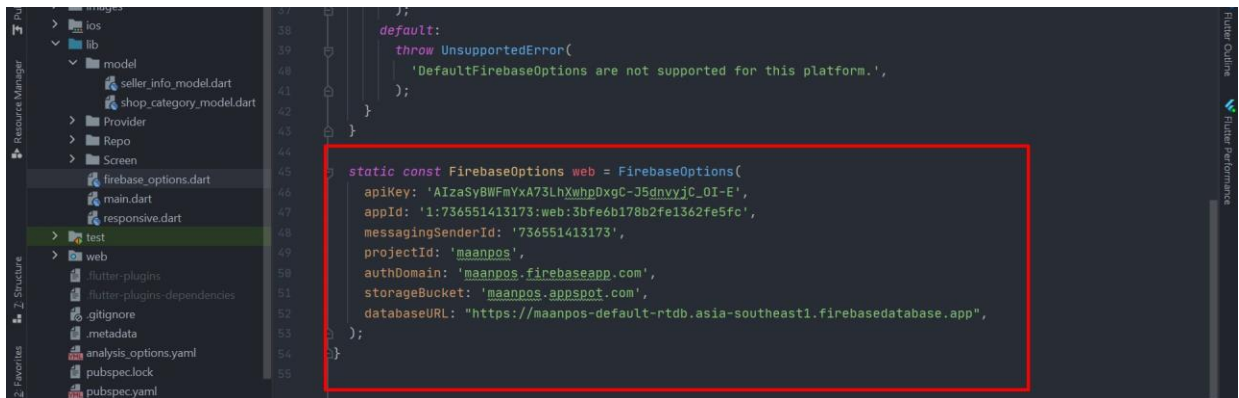 images
ios
lib
model
seller_info_model.dart
shop_category_model.dart
Provider
Repo
Screen
firebase_options.dart
main.dart
responsive.dart
test
web
.flutter-plugins
.flutter-plugins-dependencies
.gitignore
.metadata
analysis_options.yaml
pubspec.lock
pubspec.yaml
Resource Manager
Z: Structure
2: Favorites
37 );
38 default:
39 throw UnsupportedError(
40 'DefaultFirebaseOptions are not supported for this platform.',
41 );
42 }
43 }
44
45 static const FirebaseOptions web = FirebaseOptions(
46 apiKey: 'AIzaSyBWFmYxA73LhXwhpDxgC-J5dnvyjC_OI-E',
47 appId: '1:736551413173:web:3bfe6b178b2fe1362fe5fc',
48 messagingSenderId: '736551413173',
49 projectId: 'maanpos',
50 authDomain: 'maanpos.firebaseapp.com',
51 storageBucket: 'maanpos.appspot.com',
52 databaseURL: "https://maanpos-default-rtdb.asia-southeast1.firebasedatabase.app",
53 );
54 }
55
Flutter Outline
Flutter Performance